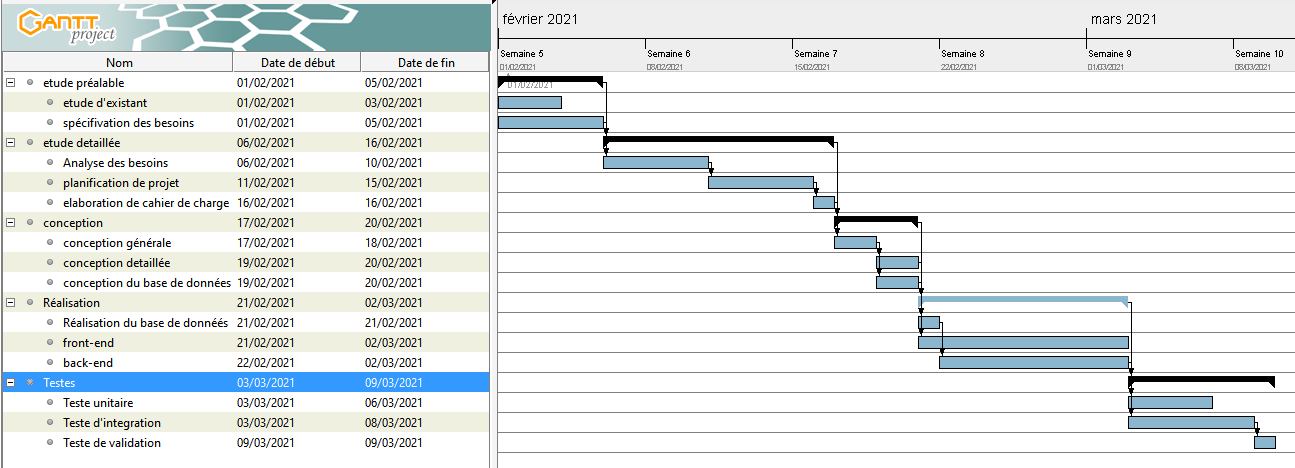 GANTT
project
Nom Date de début Date de fin
etude préalable 01/02/2021 05/02/2021
etude d'existant 01/02/2021 03/02/2021
spécifivation des besoins 01/02/2021 05/02/2021
etude detaillée 06/02/2021 16/02/2021
Analyse des besoins 06/02/2021 10/02/2021
planification de projet 11/02/2021 15/02/2021
elaboration de cahier de charge 16/02/2021 16/02/2021
conception 17/02/2021 20/02/2021
conception générale 17/02/2021 18/02/2021
conception detaillée 19/02/2021 20/02/2021
conception du base de données 19/02/2021 20/02/2021
Réalisation 21/02/2021 02/03/2021
Réalisation du base de donnéés 21/02/2021 21/02/2021
front-end 21/02/2021 02/03/2021
back-end 22/02/2021 02/03/2021
Testes 03/03/2021 09/03/2021
Teste unitaire 03/03/2021 06/03/2021
Teste d'integration 03/03/2021 08/03/2021
Teste de validation 09/03/2021 09/03/2021
février 2021 mars 2021
Semaine 5 Semaine 6 Semaine 7 Semaine 8 Semaine 9 Semaine 10
01/02/2021 08/02/2021 15/02/2021 22/02/2021 01/03/2021 08/03/2021
01/02/2021